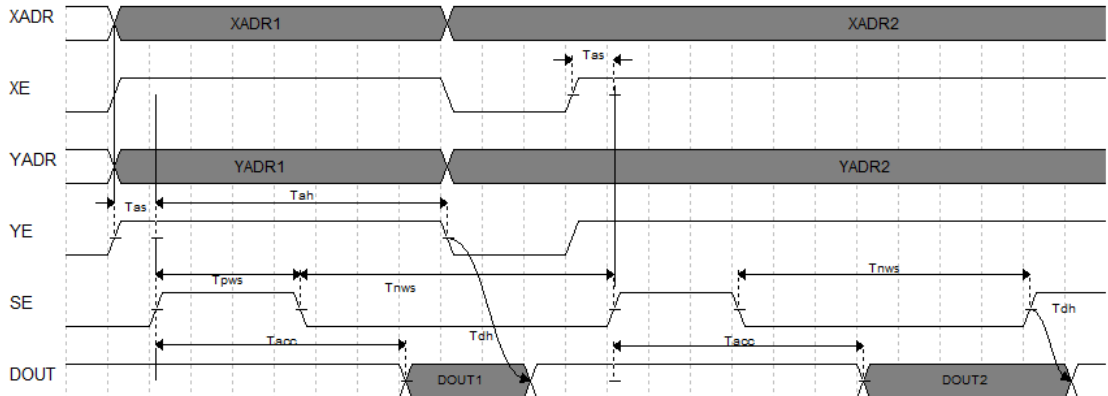 XADR
XADR1
XADR2
Tas
XE
YADR
YADR1
YADR2
Tas
Tah
YE
Tpws
Tnws
Tnws
SE
Tdh
Tdh
Tacc
Tacc
DOUT
DOUT1
DOUT2